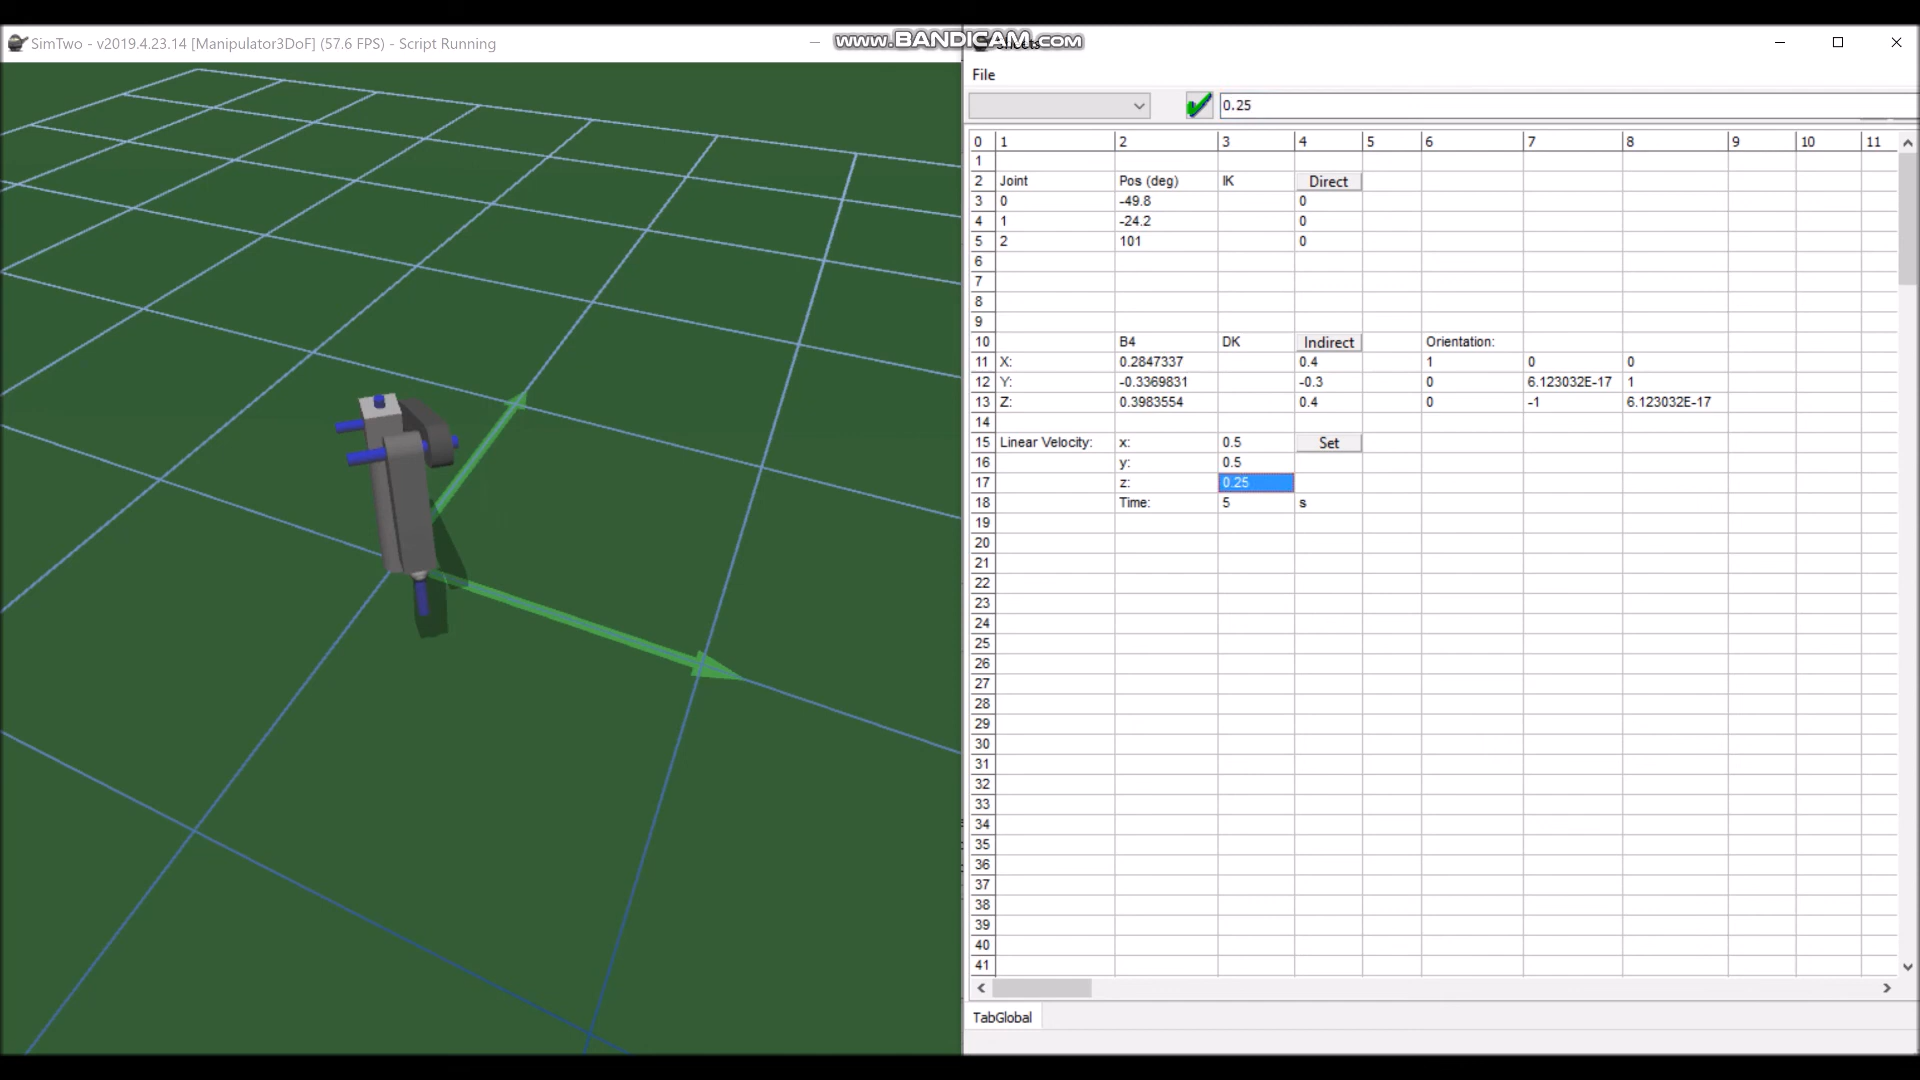 SimTwo - v2019.4.23.14 [Manipulator3DoF] (57.6 FPS) - Script Running
www.BANDICAM.com
File
0.25
0 1 2 3 4 5 6 7 8 9 10 11
1
2 Joint Pos (deg) IK Direct
3 0 -49.8 0
4 1 -24.2 0
5 2 101 0
6
7
8
9
10 B4 DK Indirect Orientation:
11 X: 0.2847337 0.4 1 0 0
12 Y: -0.3369831 -0.3 0 6.123032E-17 1
13 Z: 0.3983554 0.4 0 -1 6.123032E-17
14
15 Linear Velocity: x: 0.5 Set
16 y: 0.5
17 z: 0.25
18 Time: 5 s
19
20
21
22
23
24
25
26
27
28
29
30
31
32
33
34
35
36
37
38
39
40
41
TabGlobal